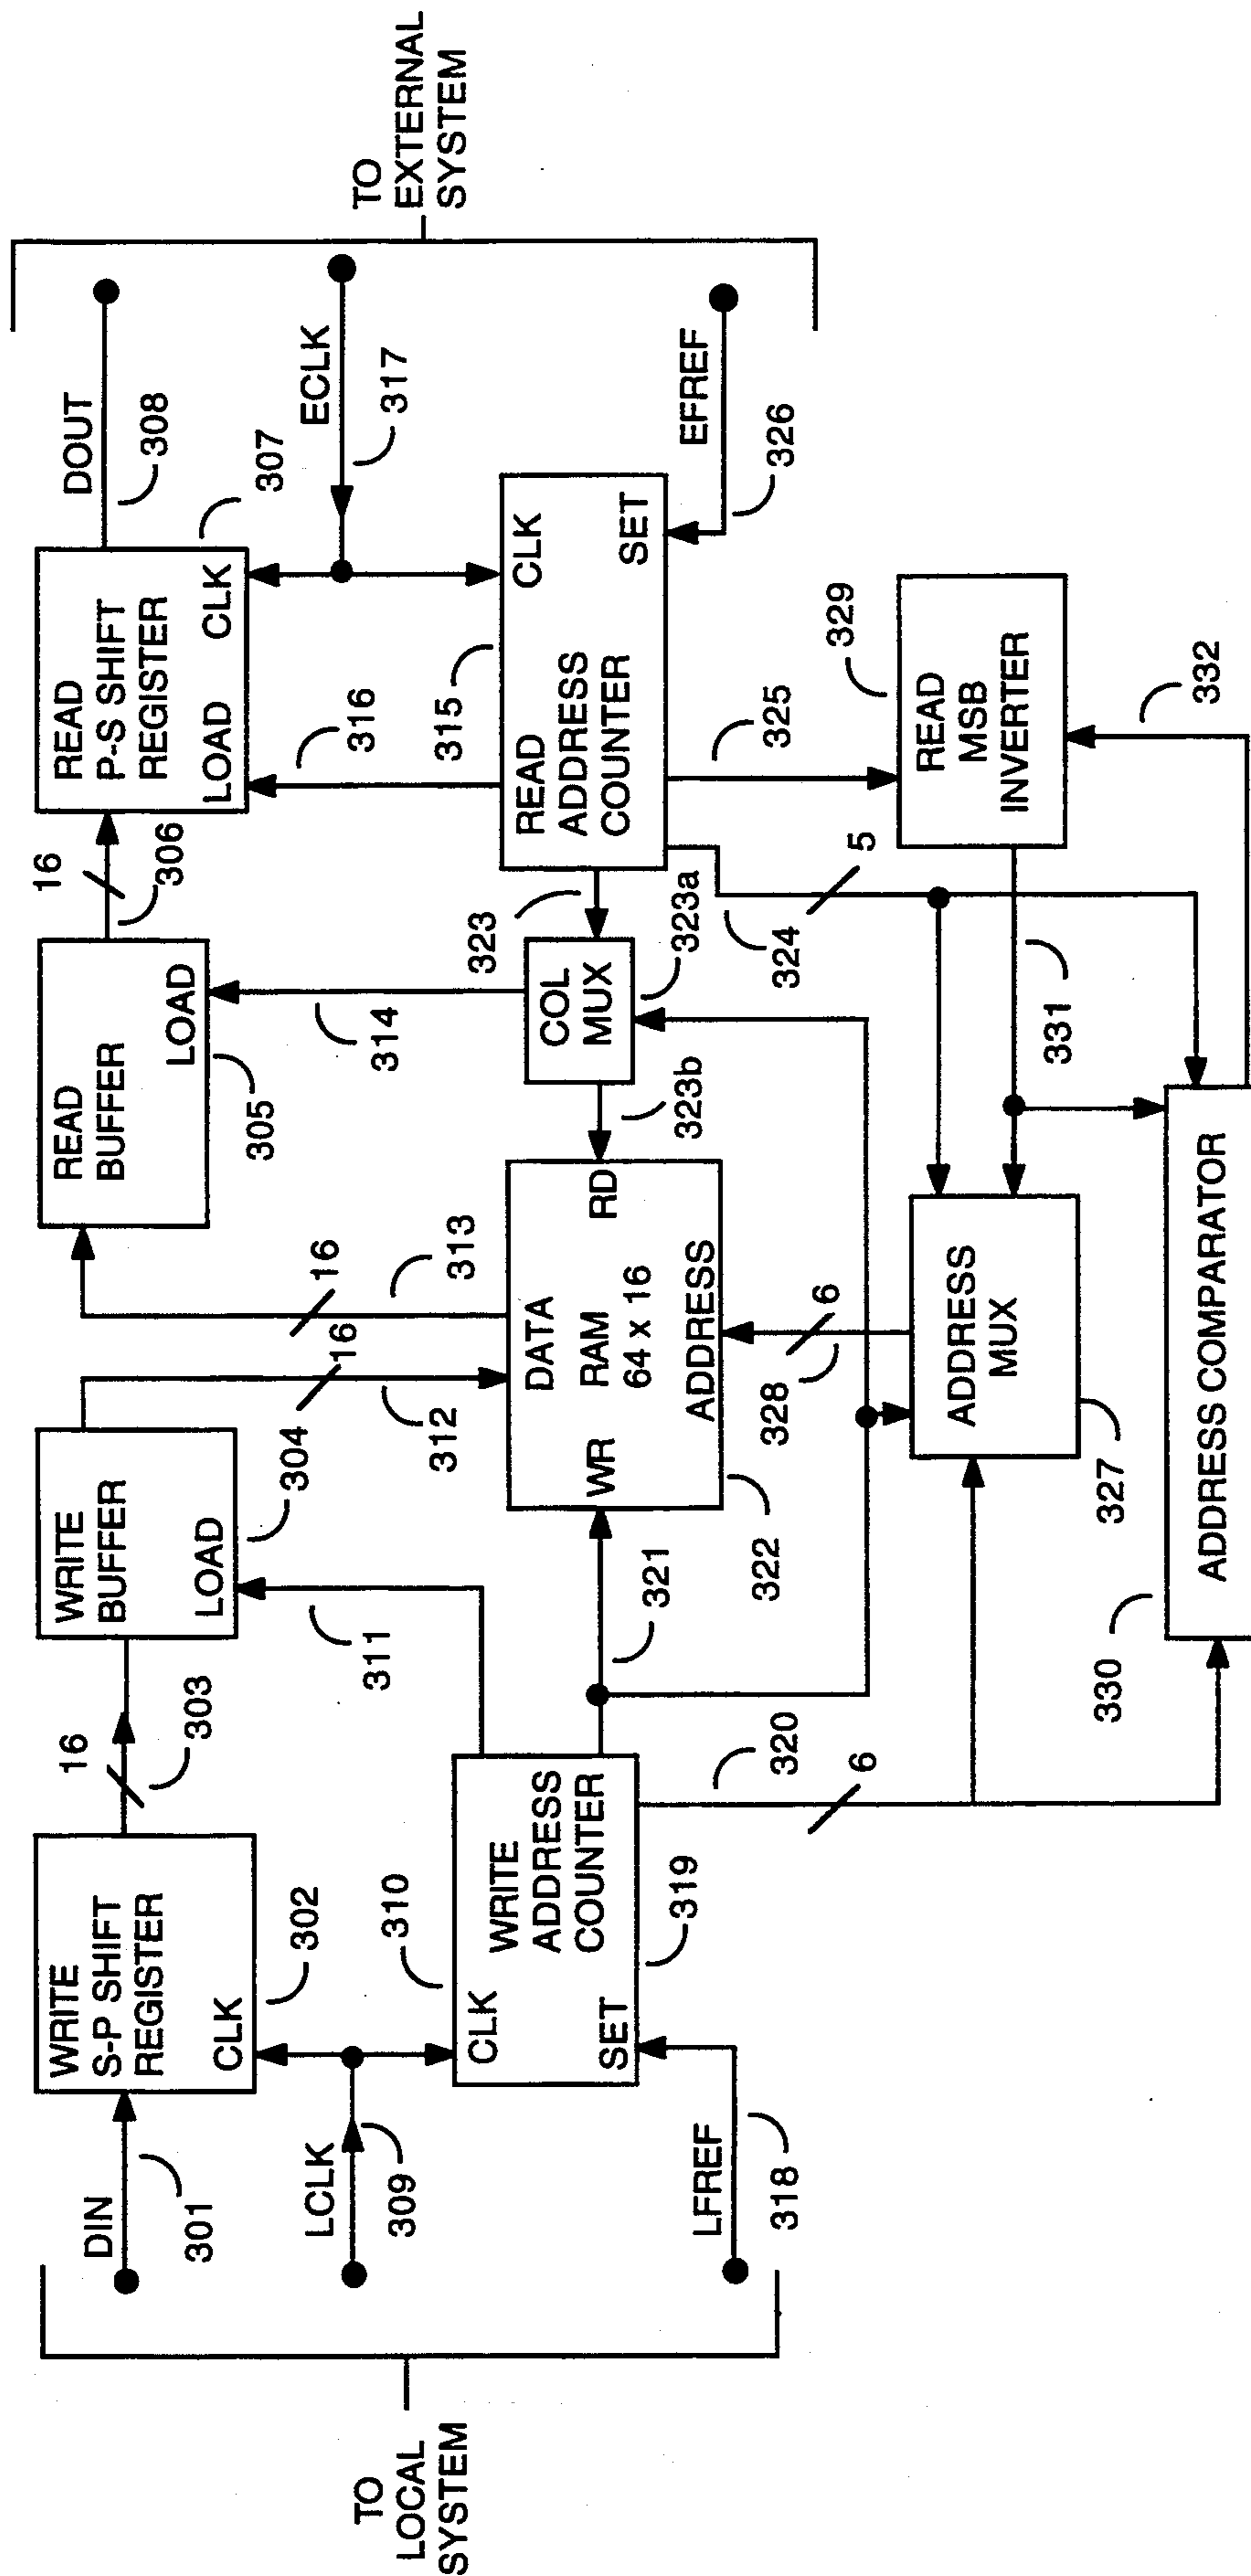 TO
LOCAL
SYSTEM
DIN
301
LCLK
309
LFREF
318
WRITE
S-P SHIFT
REGISTER
CLK
302
16
303
WRITE
BUFFER
LOAD
304
311
310
CLK
WRITE
ADDRESS
COUNTER
SET
319
320
6
321
16
312
16
313
DATA
WR
RAM
64 x 16
RD
ADDRESS
322
328
6
READ
BUFFER
LOAD
305
314
16
306
READ
P-S SHIFT
REGISTER
LOAD
CLK
307
DOUT
308
ECLK
317
316
315
READ
ADDRESS
COUNTER
CLK
SET
EFREF
326
323
COL
MUX
323a
323b
324
5
325
READ
MSB
INVERTER
329
331
332
ADDRESS
MUX
327
330
ADDRESS COMPARATOR
TO
EXTERNAL
SYSTEM